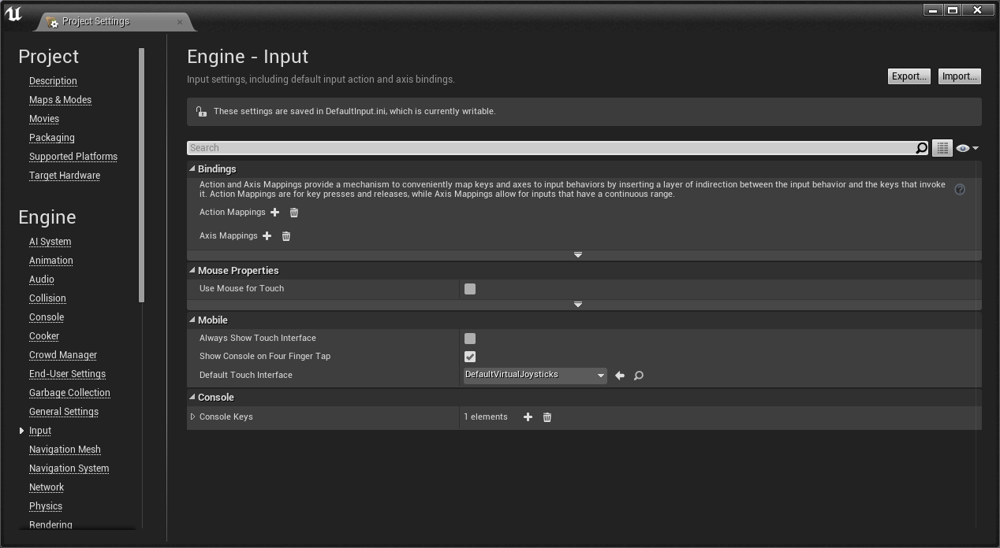 Project Settings
Project
Description
Maps & Modes
Movies
Packaging
Supported Platforms
Target Hardware
Engine
AI System
Animation
Audio
Collision
Console
Cooker
Crowd Manager
End-User Settings
Garbage Collection
General Settings
Input
Navigation Mesh
Navigation System
Network
Physics
Rendering
Engine - Input
Input settings, including default input action and axis bindings.
Export...
Import...
These settings are saved in DefaultInput.ini, which is currently writable.
Search
Bindings
Action and Axis Mappings provide a mechanism to conveniently map keys and axes to input behaviors by inserting a layer of indirection between the input behavior and the keys that invoke
it. Action Mappings are for key presses and releases, while Axis Mappings allow for inputs that have a continuous range.
Action Mappings
Axis Mappings
Mouse Properties
Use Mouse for Touch
Mobile
Always Show Touch Interface
Show Console on Four Finger Tap
Default Touch Interface
DefaultVirtualJoysticks
Console
Console Keys
1 elements